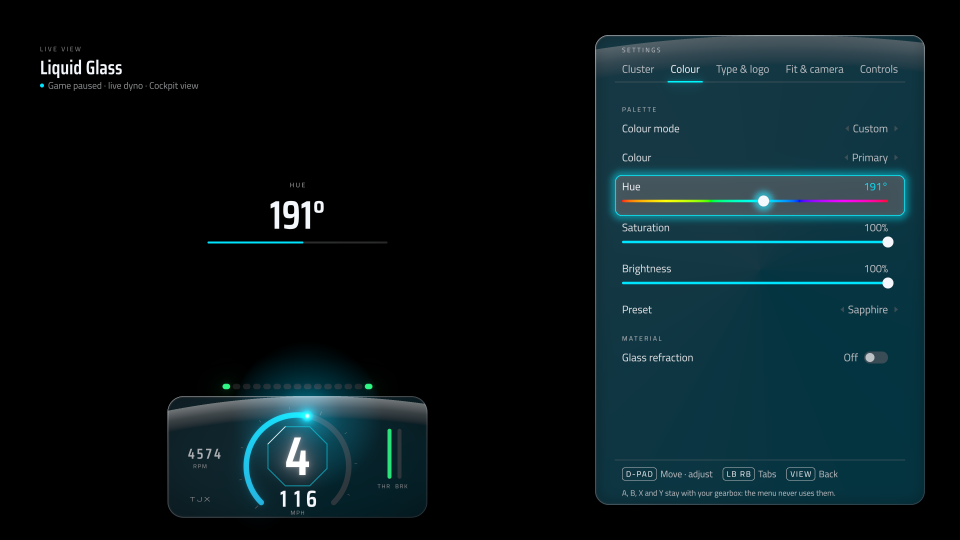 LIVE VIEW
Liquid Glass
Game paused · live dyno · Cockpit view
HUE
191°
4574
RPM
TJX
4
116
MPH
THR BRK
SETTINGS
Cluster Colour Type & logo Fit & camera Controls
PALETTE
Colour mode Custom
Colour Primary
Hue 191°
Saturation 100%
Brightness 100%
Preset Sapphire
MATERIAL
Glass refraction Off
D-PAD Move · adjust LB RB Tabs VIEW Back
A, B, X and Y stay with your gearbox: the menu never uses them.